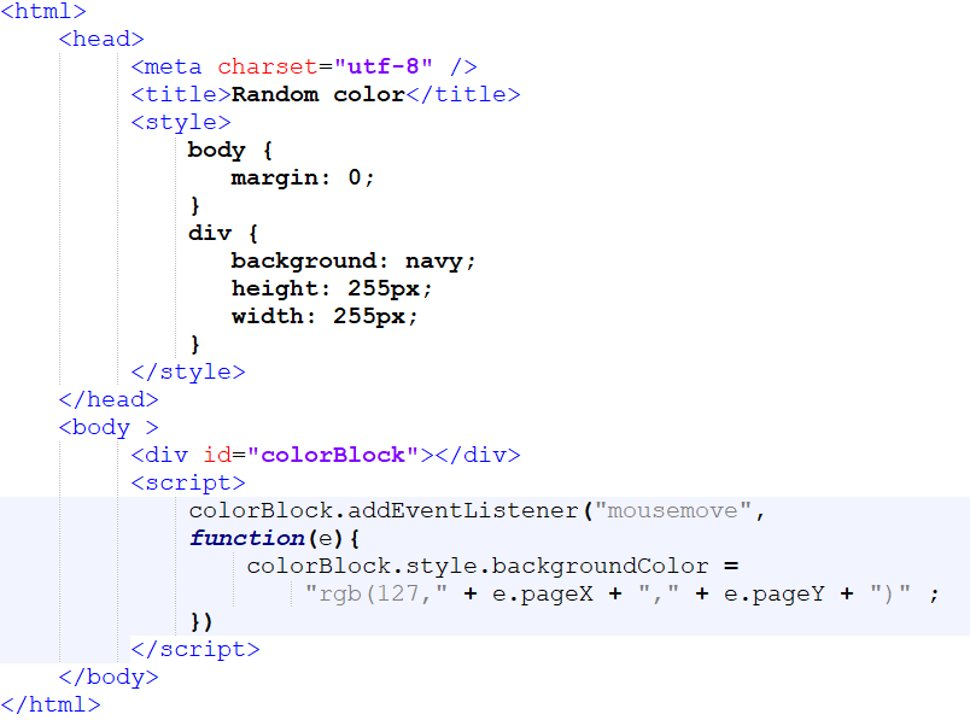 <html>
<head>
<meta charset="utf-8" />
<title>Random color</title>
<style>
body {
margin: 0;
}
div {
background: navy;
height: 255px;
width: 255px;
}
</style>
</head>
<body >
<div id="colorBlock"></div>
<script>
colorBlock.addEventListener("mousemove",
function(e){
colorBlock.style.backgroundColor =
"rgb(127," + e.pageX + "," + e.pageY + ")" ;
})
</script>
</body>
</html>